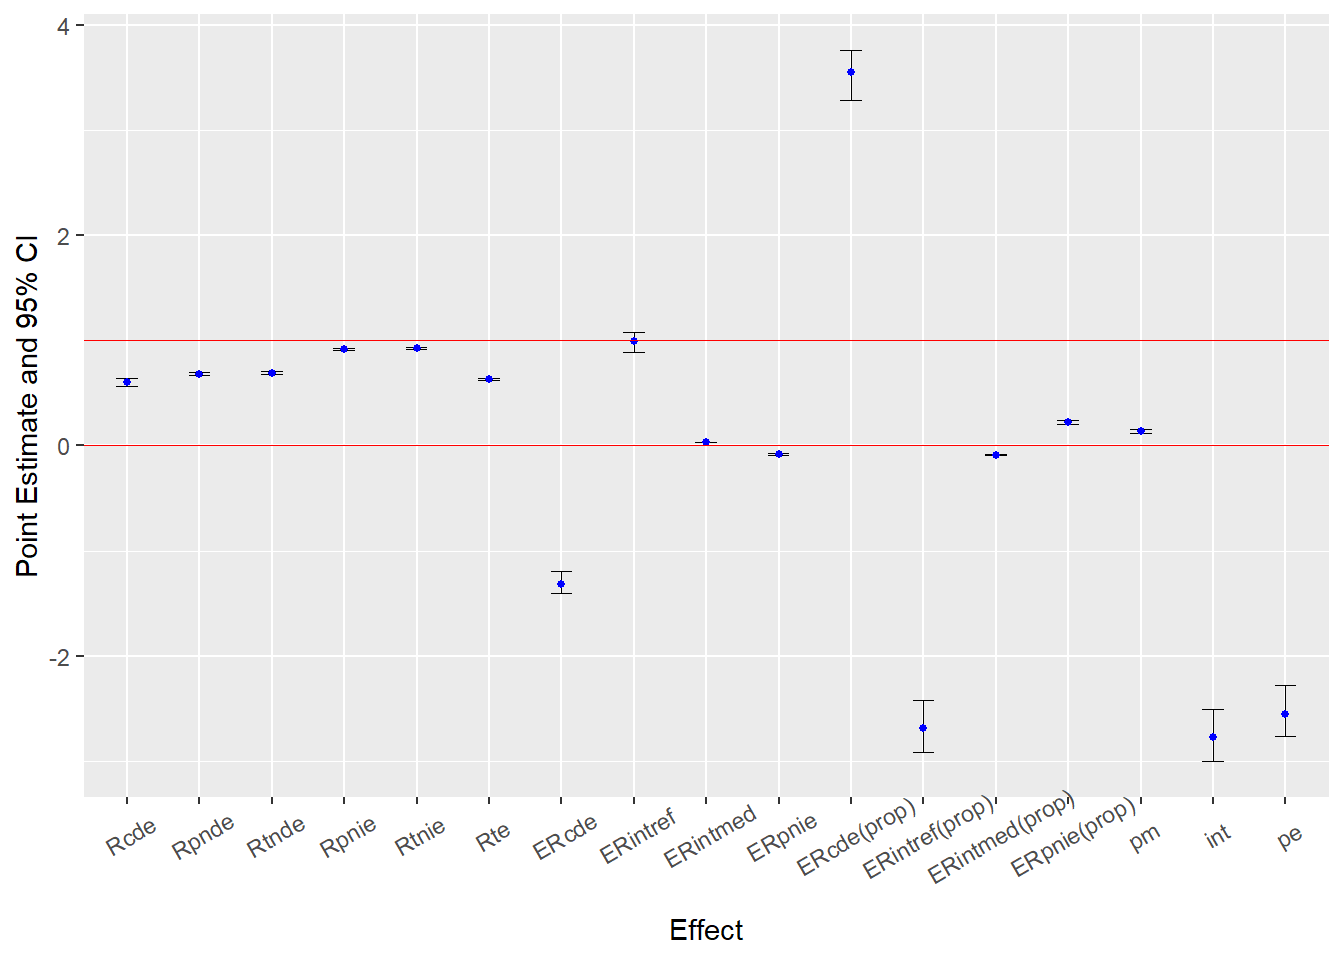 4
2
0
-2
Point Estimate and 95% CI
Rcde
Rpnde
Rtnde
Rpnie
Rtnie
Rte
ERcde
ERintref
ERintmed
ERpnie
ERcde(prop)
ERintref(prop)
ERintmed(prop)
ERpnie(prop)
pm
int
pe
Effect